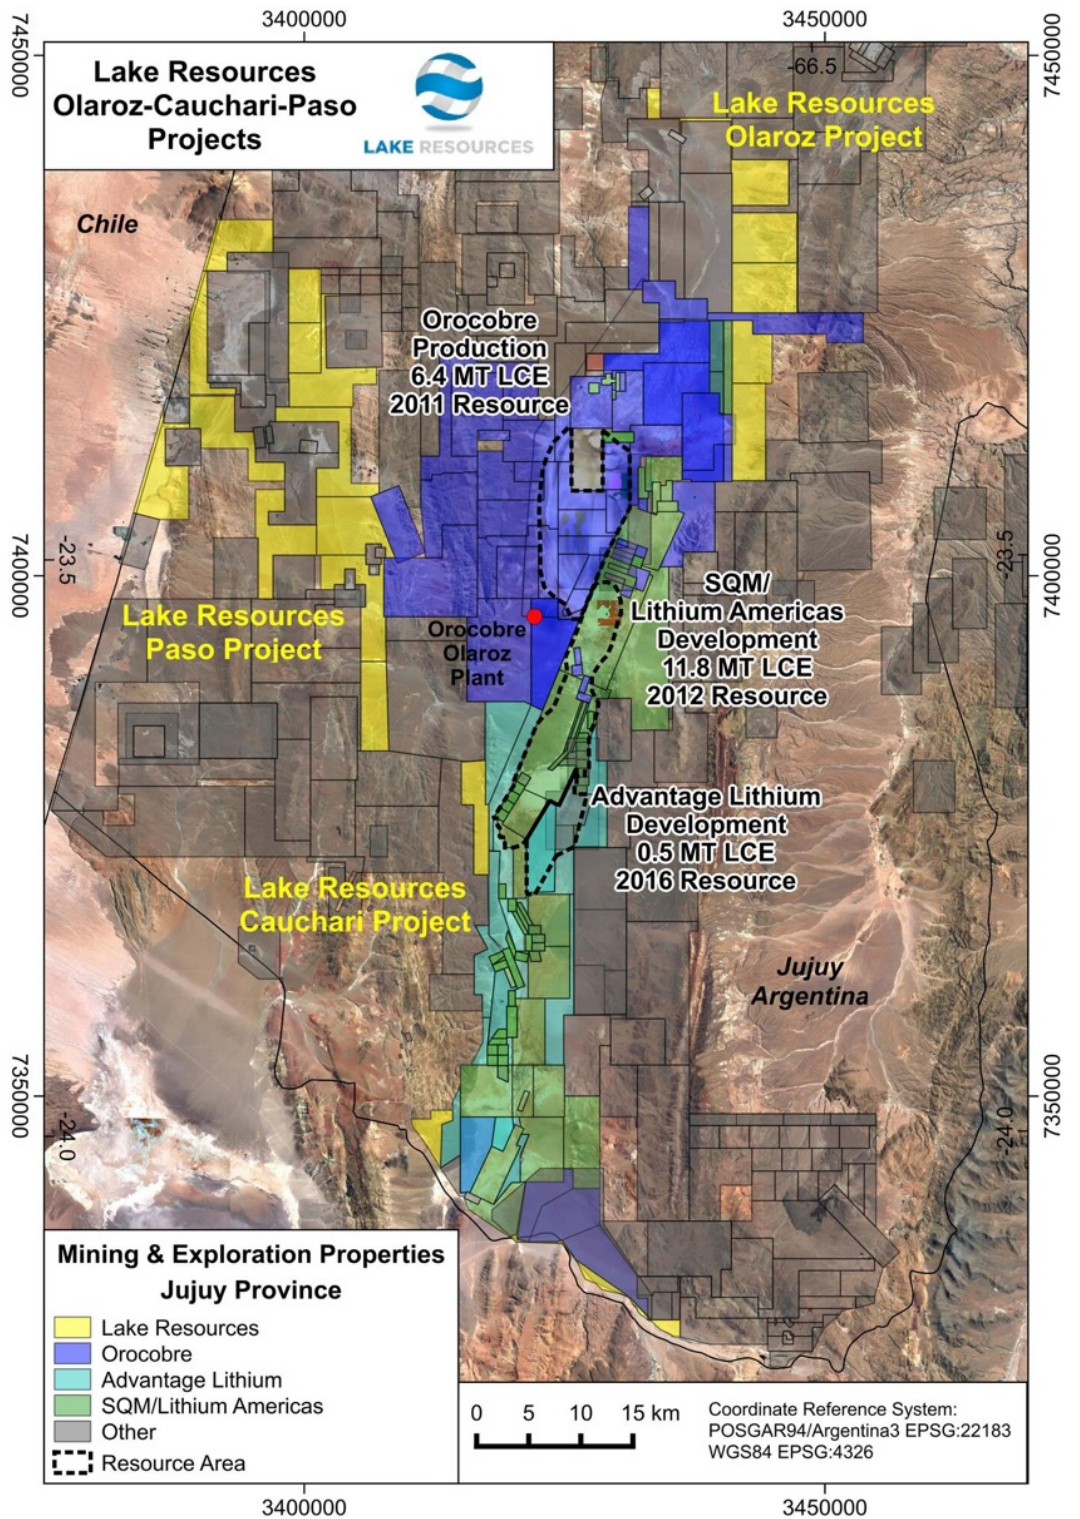 3400000
3450000
7450000
7450000
Lake Resources
Olaroz-Cauchari-Paso
Projects
LAKE RESOURCES
-66.5
Lake Resources
Olaroz Project
Chile
Orocobre
Production
6.4 MT LCE
2011 Resource
-23.5
7400000
-23.5
7400000
SQM/
Lithium Americas
Development
11.8 MT LCE
2012 Resource
Lake Resources
Paso Project
Orocobre
Olaroz
Plant
Advantage Lithium
Development
0.5 MT LCE
2016 Resource
Lake Resources
Cauchari Project
Jujuy
Argentina
7350000
-24.0
-24.0
7350000
Mining & Exploration Properties
Jujuy Province
Lake Resources
Orocobre
Advantage Lithium
SQM/Lithium Americas
Other
Resource Area
0 5 10 15 km
Coordinate Reference System:
POSGAR94/Argentina3 EPSG:22183
WGS84 EPSG:4326
3400000
3450000